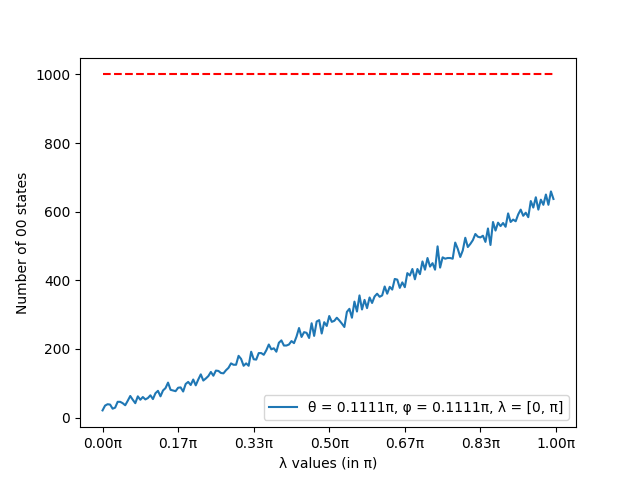 1000
800
600
400
200
0
Number of 00 states
θ = 0.1111π, φ = 0.1111π, λ = [0, π]
0.00π 0.17π 0.33π 0.50π 0.67π 0.83π 1.00π
λ values (in π)